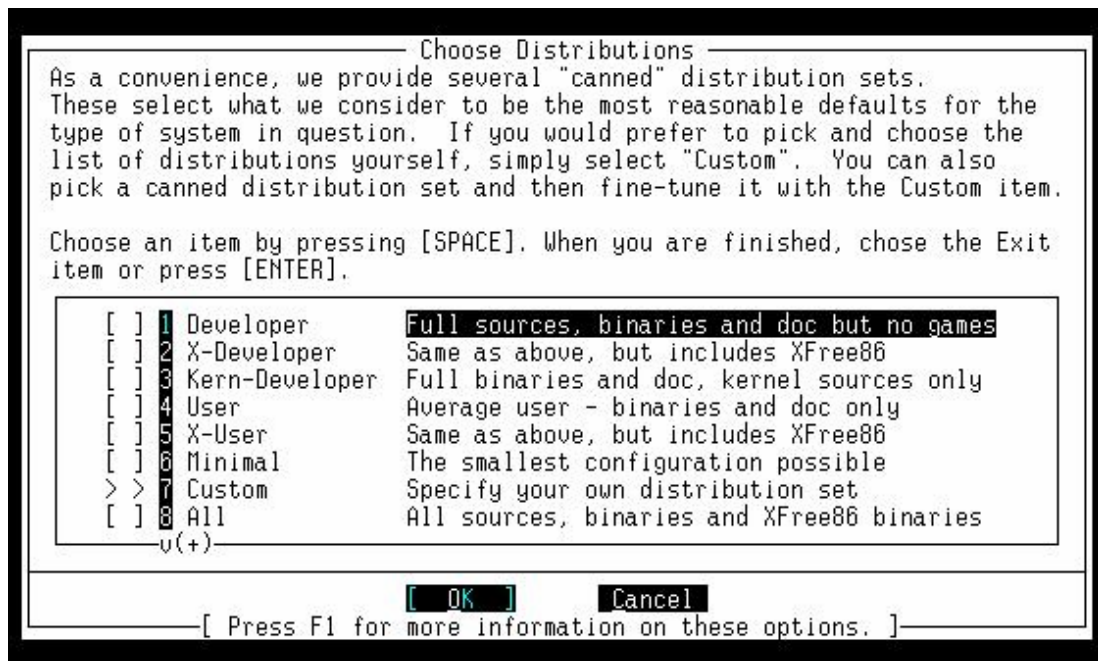 Choose Distributions
As a convenience, we provide several "canned" distribution sets.
These select what we consider to be the most reasonable defaults for the
type of system in question.  If you would prefer to pick and choose the
list of distributions yourself, simply select "Custom".  You can also
pick a canned distribution set and then fine-tune it with the Custom item.
Choose an item by pressing [SPACE]. When you are finished, chose the Exit
item or press [ENTER].
[ ] 1 Developer Full sources, binaries and doc but no games
[ ] 2 X-Developer Same as above, but includes XFree86
[ ] 3 Kern-Developer Full binaries and doc, kernel sources only
[ ] 4 User Average user - binaries and doc only
[ ] 5 X-User Same as above, but includes XFree86
[ ] 6 Minimal The smallest configuration possible
> > 7 Custom Specify your own distribution set
[ ] 8 All All sources, binaries and XFree86 binaries
v(+)
[ OK ] Cancel
[ Press F1 for more information on these options. ]